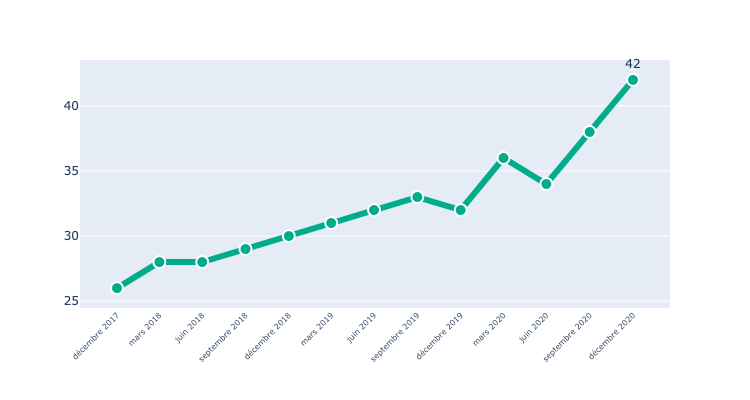 42
40
35
30
25
décembre 2017
mars 2018
juin 2018
septembre 2018
décembre 2018
mars 2019
juin 2019
septembre 2019
décembre 2019
mars 2020
juin 2020
septembre 2020
décembre 2020